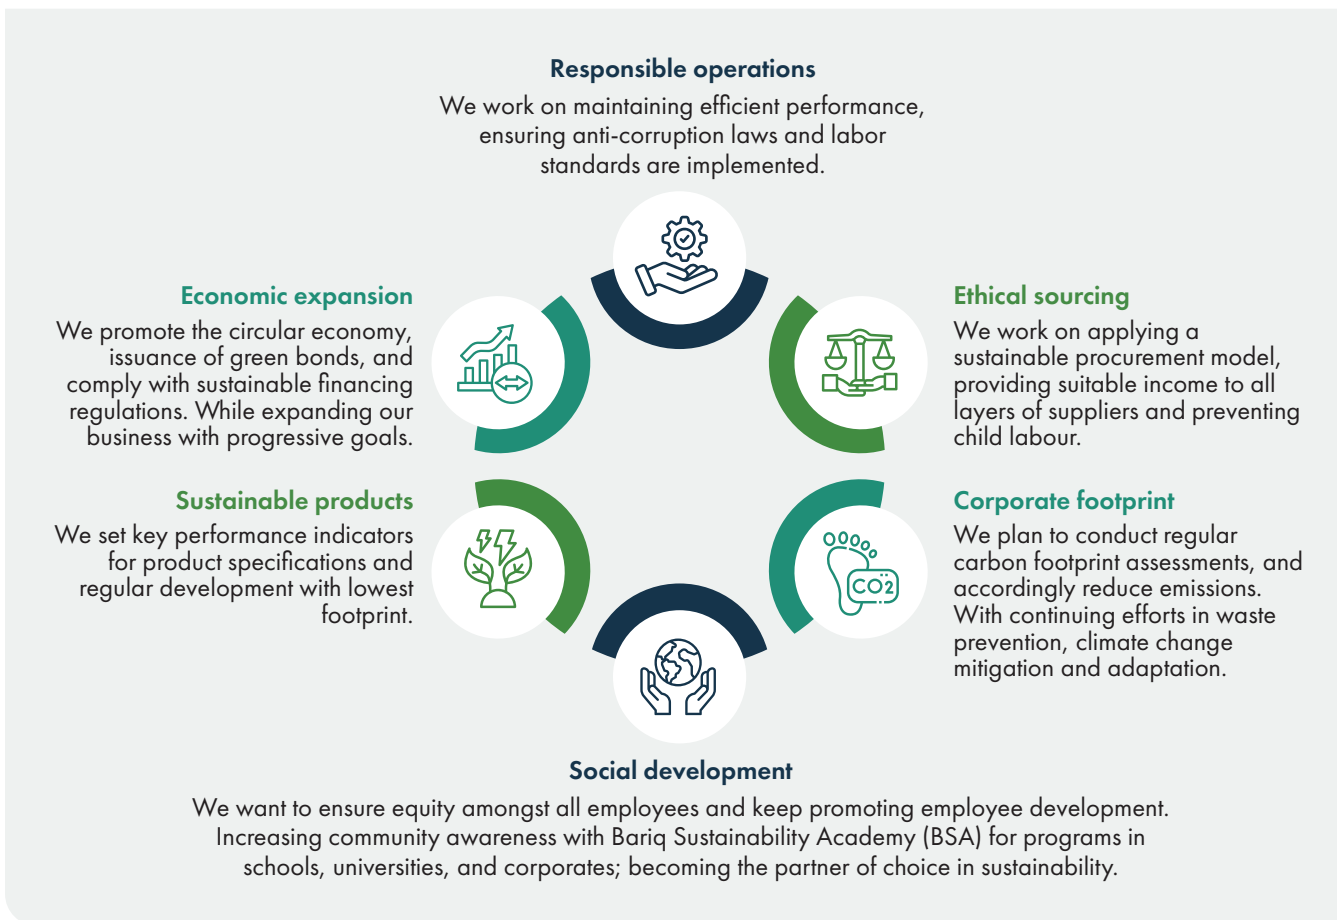 Responsible operations
We work on maintaining efficient performance,
ensuring anti-corruption laws and labor
standards are implemented.
Economic expansion
We promote the circular economy,
issuance of green bonds, and
comply with sustainable financing
regulations. While expanding our
business with progressive goals.
Ethical sourcing
We work on applying a
sustainable procurement model,
providing suitable income to all
layers of suppliers and preventing
child labour.
Sustainable products
We set key performance indicators
for product specifications and
regular development with lowest
footprint.
Corporate footprint
We plan to conduct regular
carbon footprint assessments, and
accordingly reduce emissions.
With continuing efforts in waste
prevention, climate change
mitigation and adaptation.
CO2
Social development
We want to ensure equity amongst all employees and keep promoting employee development.
Increasing community awareness with Bariq Sustainability Academy (BSA) for programs in
schools, universities, and corporates; becoming the partner of choice in sustainability.